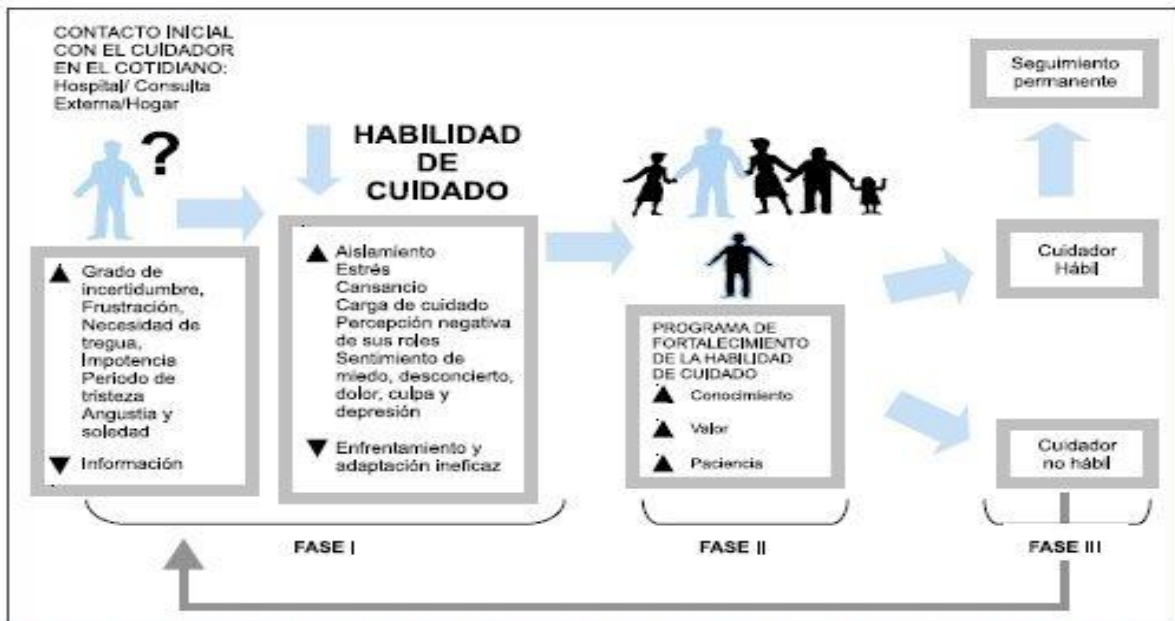 CONTACTO INICIAL
CON EL CUIDADOR
EN EL COTIDIANO:
Hospital/ Consulta
Externa/Hogar
?
▲ Grado de
incertidumbre,
Frustración,
Necesidad de
tregua,
Impotencia
Periodo de
tristeza
Angustia y
soledad
▼ Información
HABILIDAD
DE
CUIDADO
▲ Aislamiento
Estrés
Cansancio
Carga de cuidado
Percepción negativa
de sus roles
Sentimiento de
miedo, desconcierto,
dolor, culpa y
depresión
▼ Enfrentamiento y
adaptación ineficaz
FASE I
PROGRAMA DE
FORTALECIMIENTO
DE LA HABILIDAD
DE CUIDADO
▲ Conocimiento
▲ Valor
▲ Paciencia
FASE II
Seguimiento
permanente
Cuidador
Hábil
Cuidador
no hábil
FASE III